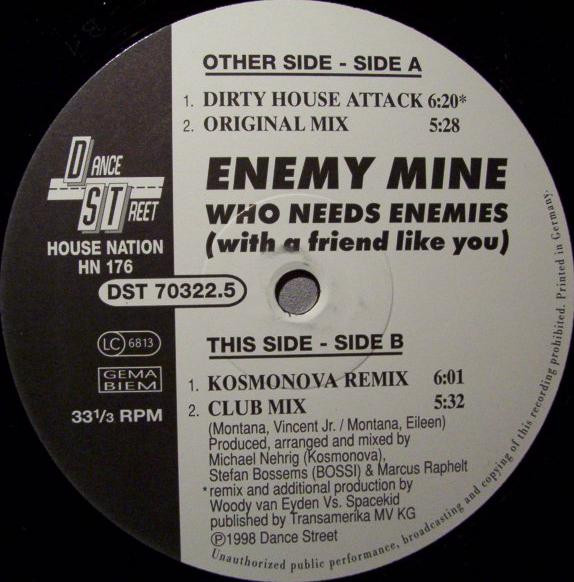 OTHER SIDE - SIDE A
1. DIRTY HOUSE ATTACK 6:20*
2. ORIGINAL MIX 5:28
ENEMY MINE
WHO NEEDS ENEMIES
(with a friend like you)
DANCE
STREET
HOUSE NATION
HN 176
DST 70322.5
LC 6813
GEMA
BIEM
33 1/3 RPM
THIS SIDE - SIDE B
1. KOSMONOVA REMIX 6:01
2. CLUB MIX 5:32
(Montana, Vincent Jr. / Montana, Eileen)
Produced, arranged and mixed by
Michael Nehrig (Kosmonova),
Stefan Bossems (BOSSI) & Marcus Raphelt
*remix and additional production by
Woody van Eyden Vs. Spacekid
published by Transamerika MV KG
℗1998 Dance Street
Unauthorized public performance, broadcasting and copying of this recording prohibited. Printed in Germany.